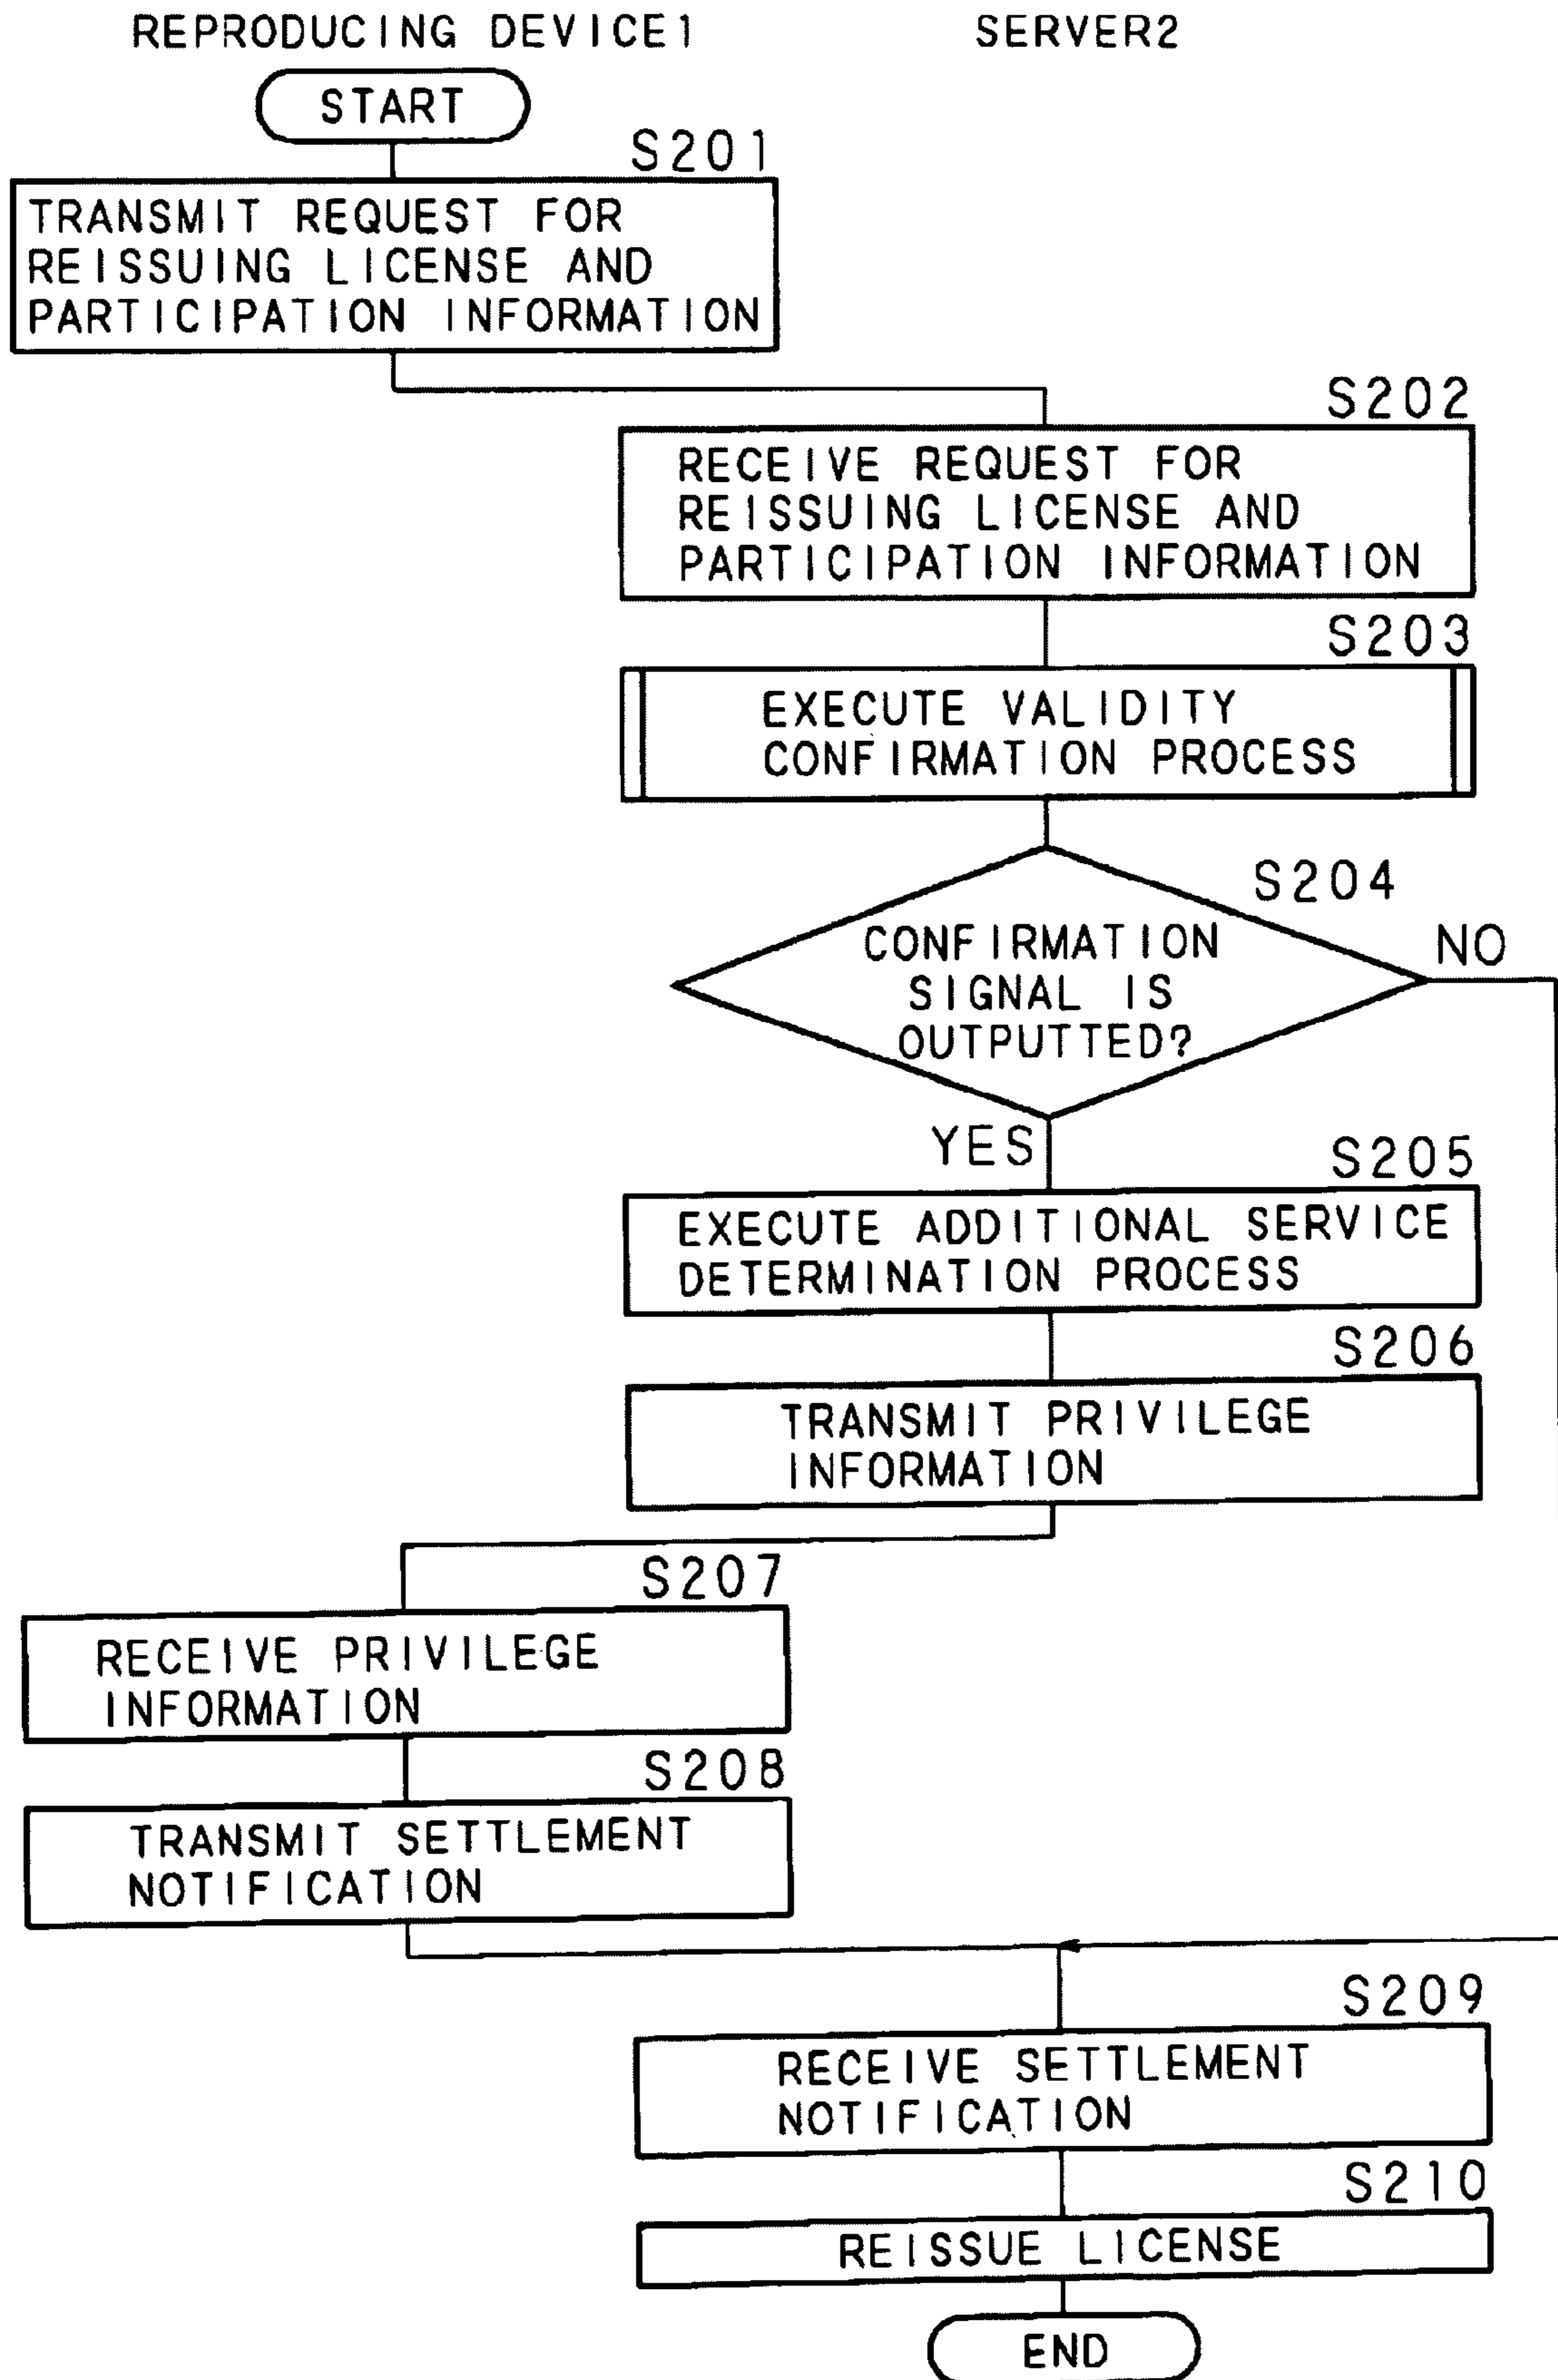 REPRODUCING DEVICE1
SERVER2
START
S201
TRANSMIT REQUEST FOR
REISSUING LICENSE AND
PARTICIPATION INFORMATION
S202
RECEIVE REQUEST FOR
REISSUING LICENSE AND
PARTICIPATION INFORMATION
S203
EXECUTE VALIDITY
CONFIRMATION PROCESS
S204
CONFIRMATION
SIGNAL IS
OUTPUTTED?
NO
YES
S205
EXECUTE ADDITIONAL SERVICE
DETERMINATION PROCESS
S206
TRANSMIT PRIVILEGE
INFORMATION
S207
RECEIVE PRIVILEGE
INFORMATION
S208
TRANSMIT SETTLEMENT
NOTIFICATION
S209
RECEIVE SETTLEMENT
NOTIFICATION
S210
REISSUE LICENSE
END